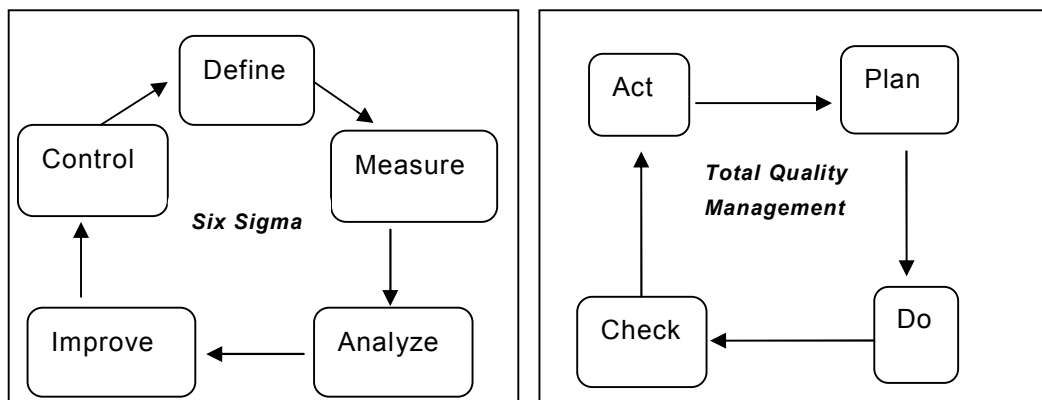 Define
Measure
Analyze
Improve
Control
Six Sigma
Act
Plan
Do
Check
Total Quality
Management